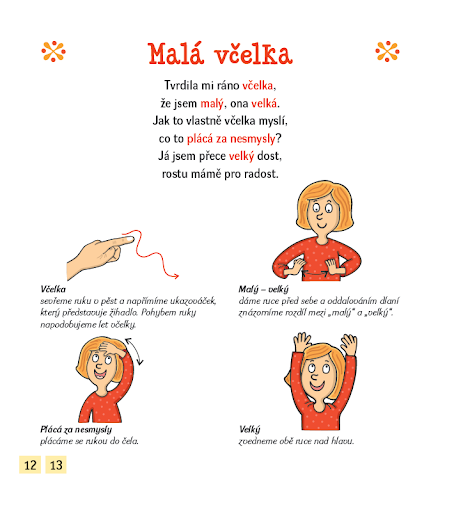 Malá včelka
Tvrdila mi ráno včelka,
že jsem malý, ona velká.
Jak to vlastně včelka myslí,
co to plácá za nesmysly?
Já jsem přece velký dost,
rostu mámě pro radost.
Včelka
sevřeme ruku v pěst a napřímíme ukazováček,
který představuje žihadlo. Pohybem ruky
napodobujeme let včelky.
Malý – velký
dáme ruce před sebe a oddalováním dlaní
znázorníme rozdíl mezi „malý“ a „velký“.
Plácá za nesmysly
plácáme se rukou do čela.
Velký
zvedneme obě ruce nad hlavu.
12 13